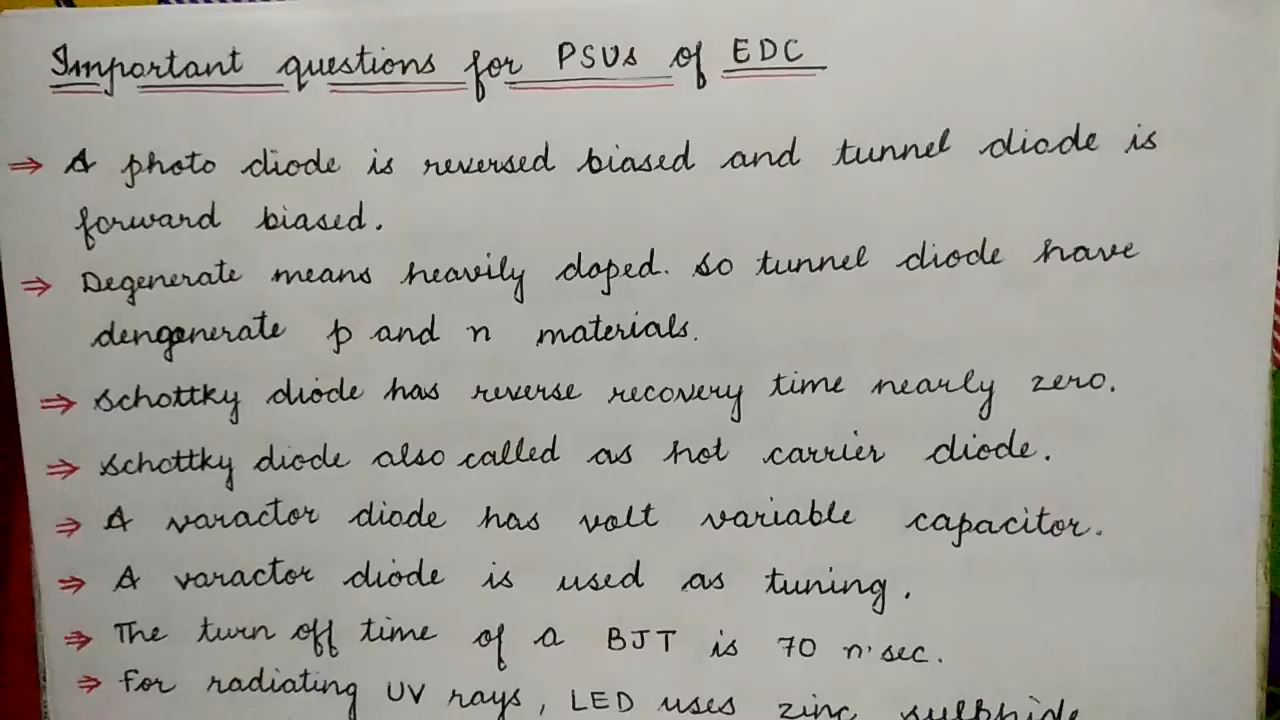 Important questions for PSUs of EDC
⇒ A photo diode is reversed biased and tunnel diode is
forward biased.
⇒ Degenerate means heavily doped. So tunnel diode have
dengenerate p and n materials.
⇒ Schottky diode has reverse recovery time nearly zero.
⇒ Schottky diode also called as hot carrier diode.
⇒ A varactor diode has volt variable capacitor.
⇒ A varactor diode is used as tuning.
⇒ The turn off time of a BJT is 70 n·sec.
⇒ For radiating UV rays, LED uses zinc sulphide